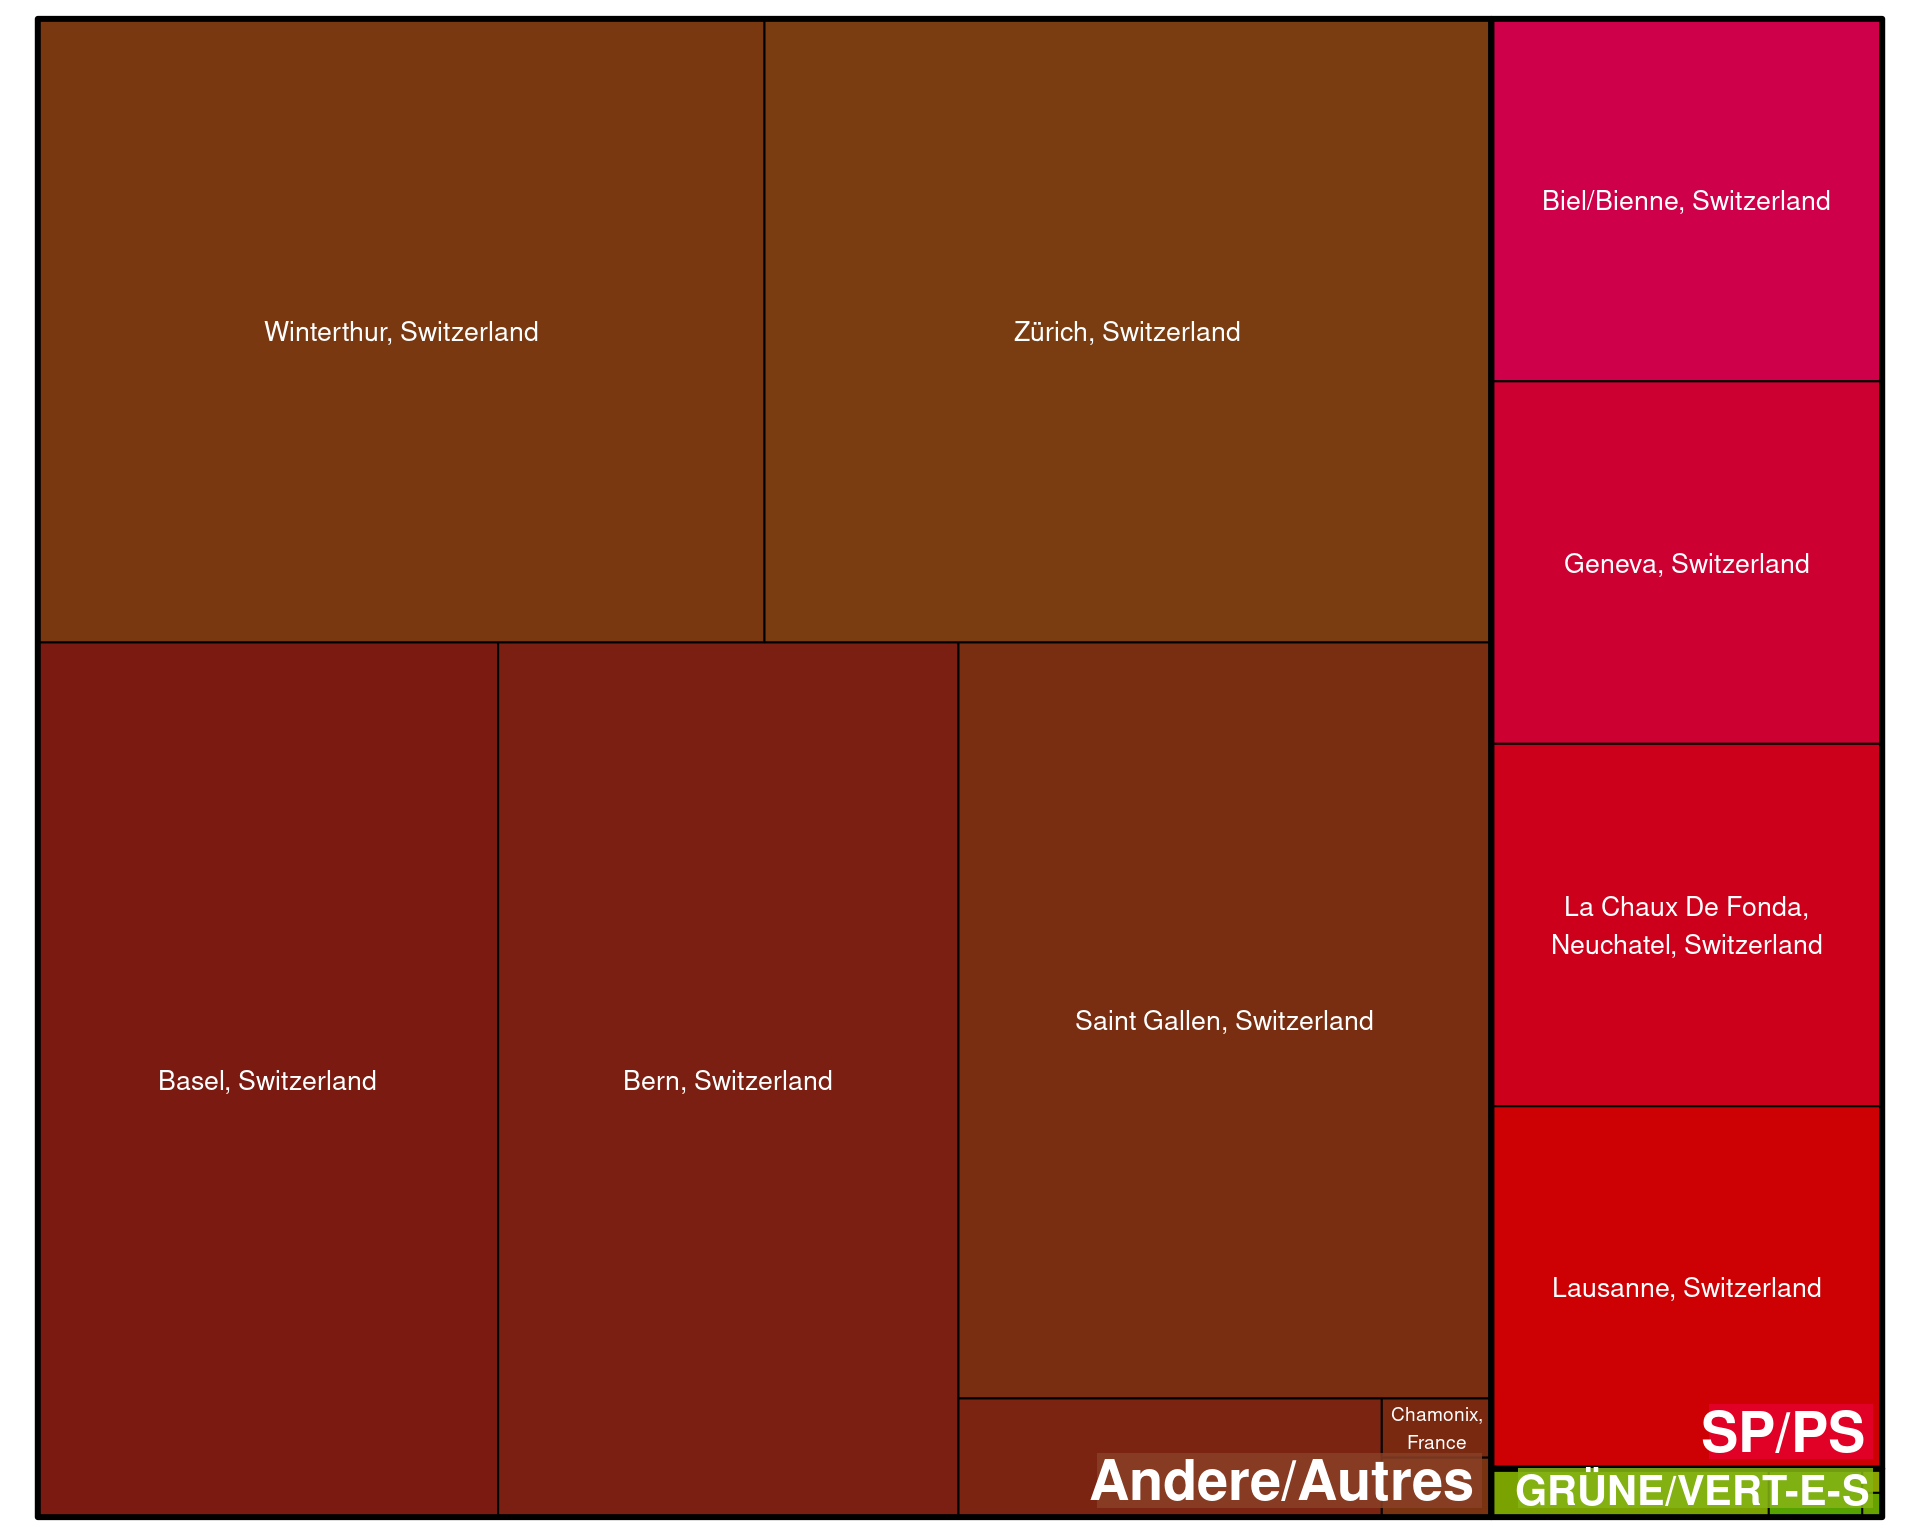 Winterthur, Switzerland
Zürich, Switzerland
Biel/Bienne, Switzerland
Geneva, Switzerland
La Chaux De Fonda,
Neuchatel, Switzerland
Saint Gallen, Switzerland
Basel, Switzerland
Bern, Switzerland
Lausanne, Switzerland
Chamonix,
France
SP/PS
Andere/Autres
GRÜNE/VERT-E-S